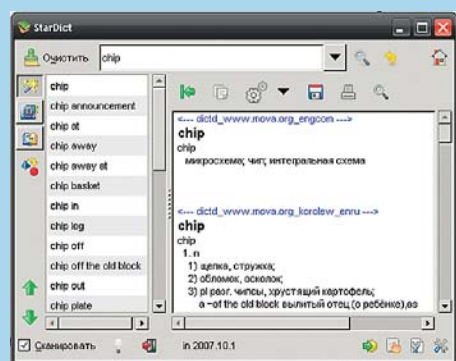 StarDict
Очистить chip
chip
chip announcement
chip at
chip away
chip away at
chip basket
chip in
chip log
chip off
chip off the old block
chip out
chip plate
<--- dictd_www.mova.org_engcom --->
chip
chip
микросхема; чип; интегральная схема
<--- dictd_www.mova.org_korolew_enru --->
chip
chip
1. n
1) щепка, стружка;
2) обломок, осколок;
3) pl разг. чипсы, хрустящий картофель;
a ~of the old block вылитый отец (о ребёнке),
Сканировать
in 2007.10.1